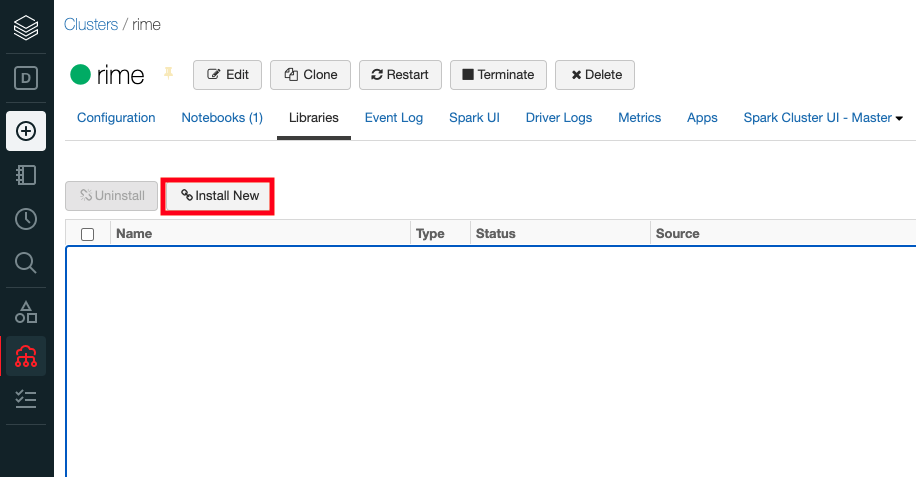 Clusters / rime
D
rime Edit Clone Restart Terminate Delete
Configuration Notebooks (1) Libraries Event Log Spark UI Driver Logs Metrics Apps Spark Cluster UI - Master
Uninstall Install New
Name Type Status Source